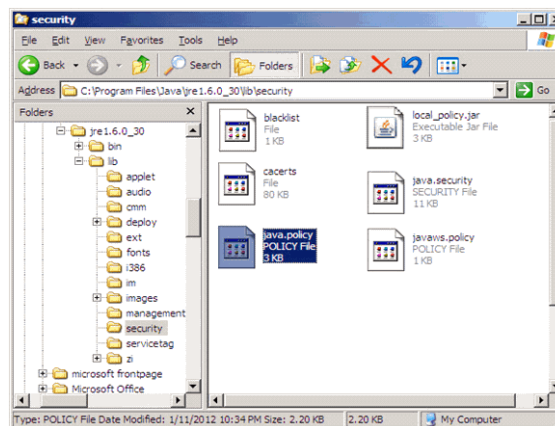 security
File Edit View Favorites Tools Help
Back Search Folders
Address C:\Program Files\Java\jre1.6.0_30\lib\security Go
Folders
jre1.6.0_30
bin
lib
applet
audio
cmm
deploy
ext
fonts
i386
im
images
management
security
servicetag
zi
microsoft frontpage
Microsoft Office
blacklist
File
1 KB
local_policy.jar
Executable Jar File
3 KB
cacerts
File
80 KB
java.security
SECURITY File
11 KB
java.policy
POLICY File
3 KB
javaws.policy
POLICY File
1 KB
Type: POLICY File Date Modified: 1/11/2012 10:34 PM Size: 2.20 KB 2.20 KB My Computer